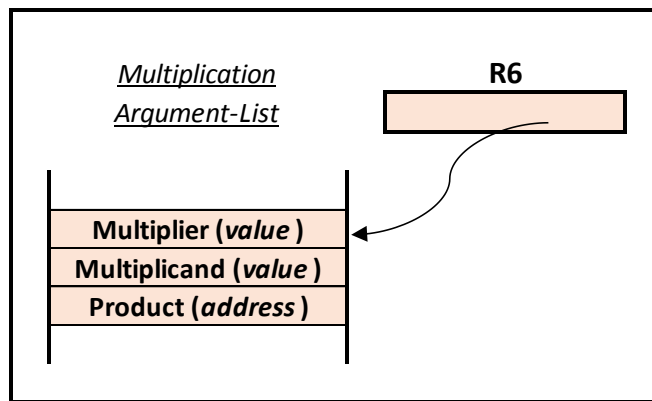 Multiplication
Argument-List
R6
Multiplier (value )
Multiplicand (value )
Product (address )